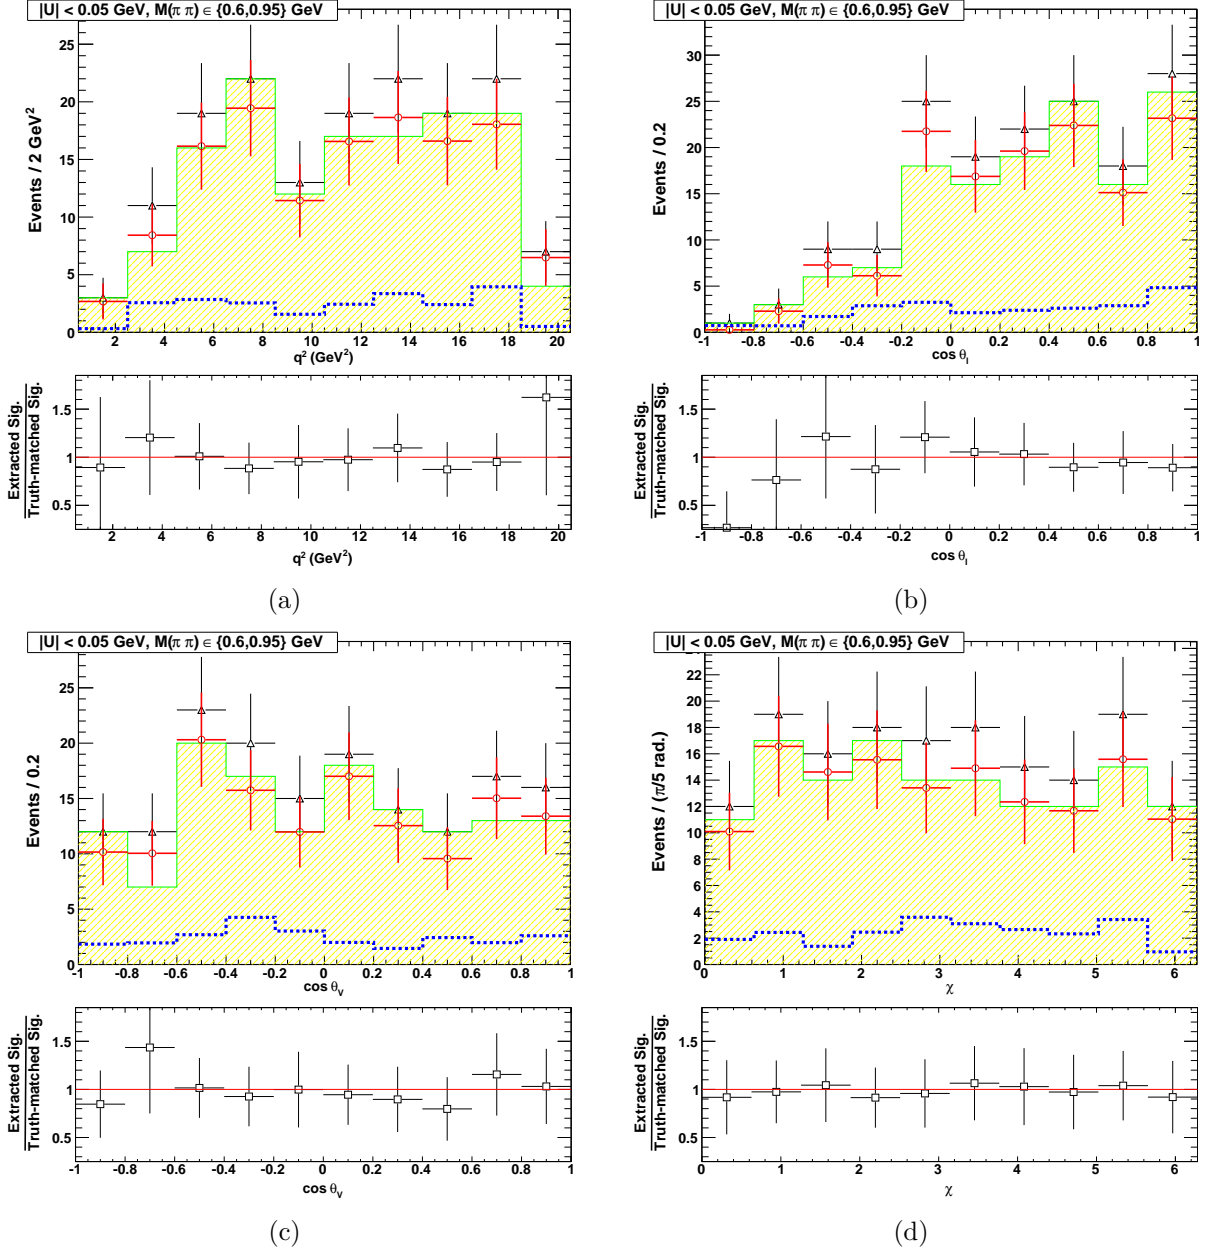 |U| < 0.05 GeV, M(π π) ∈ {0.6,0.95} GeV
Events / 2 GeV²
25
20
15
10
5
0
2 4 6 8 10 12 14 16 18 20
q² (GeV²)
Extracted Sig.
Truth-matched Sig.
1.5
1
0.5
2 4 6 8 10 12 14 16 18 20
q² (GeV²)
(a)
|U| < 0.05 GeV, M(π π) ∈ {0.6,0.95} GeV
Events / 0.2
30
25
20
15
10
5
0
-1 -0.8 -0.6 -0.4 -0.2 0 0.2 0.4 0.6 0.8 1
cos θ_l
Extracted Sig.
Truth-matched Sig.
1.5
1
0.5
-1 -0.8 -0.6 -0.4 -0.2 0 0.2 0.4 0.6 0.8 1
cos θ_l
(b)
|U| < 0.05 GeV, M(π π) ∈ {0.6,0.95} GeV
Events / 0.2
25
20
15
10
5
0
-1 -0.8 -0.6 -0.4 -0.2 0 0.2 0.4 0.6 0.8 1
cos θ_V
Extracted Sig.
Truth-matched Sig.
1.5
1
0.5
-1 -0.8 -0.6 -0.4 -0.2 0 0.2 0.4 0.6 0.8 1
cos θ_V
(c)
|U| < 0.05 GeV, M(π π) ∈ {0.6,0.95} GeV
Events / (π/5 rad.)
22
20
18
16
14
12
10
8
6
4
2
0
0 1 2 3 4 5 6
χ
Extracted Sig.
Truth-matched Sig.
1.5
1
0.5
0 1 2 3 4 5 6
χ
(d)